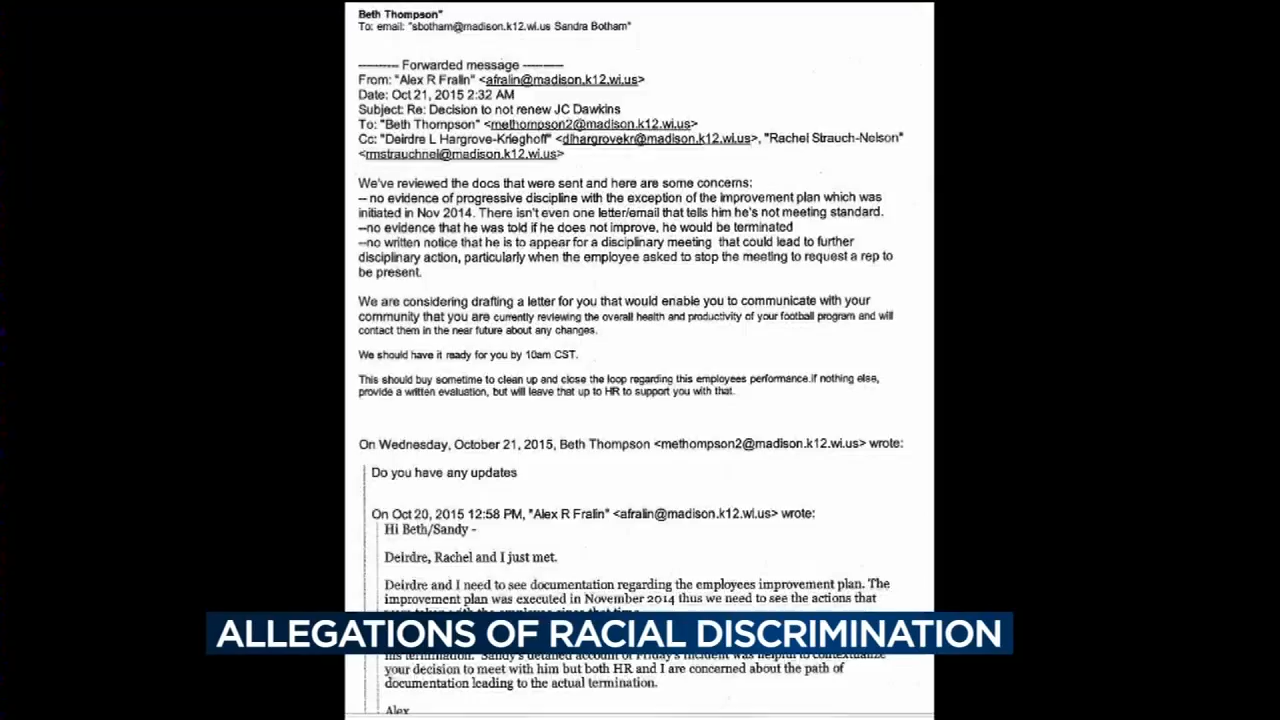 Beth Thompson"
To: email: "sbotham@madison.k12.wi.us Sandra Botham"
---------- Forwarded message ----------
From: "Alex R Fralin" <afralin@madison.k12.wi.us>
Date: Oct 21, 2015 2:32 AM
Subject: Re: Decision to not renew JC Dawkins
To: "Beth Thompson" <methompson2@madison.k12.wi.us>
Cc: "Deirdre L Hargrove-Krieghoff" <dlhargrovekr@madison.k12.wi.us>, "Rachel Strauch-Nelson"
<rmstrauchnel@madison.k12.wi.us>
We've reviewed the docs that were sent and here are some concerns:
-- no evidence of progressive discipline with the exception of the improvement plan which was
initiated in Nov 2014. There isn't even one letter/email that tells him he's not meeting standard.
--no evidence that he was told if he does not improve, he would be terminated
--no written notice that he is to appear for a disciplinary meeting that could lead to further
disciplinary action, particularly when the employee asked to stop the meeting to request a rep to
be present.
We are considering drafting a letter for you that would enable you to communicate with your
community that you are currently reviewing the overall health and productivity of your football program and will
contact them in the near future about any changes.
We should have it ready for you by 10am CST.
This should buy sometime to clean up and close the loop regarding this employees performance.If nothing else,
provide a written evaluation, but will leave that up to HR to support you with that.
On Wednesday, October 21, 2015, Beth Thompson <methompson2@madison.k12.wi.us> wrote:
Do you have any updates
On Oct 20, 2015 12:58 PM, "Alex R Fralin" <afralin@madison.k12.wi.us> wrote:
Hi Beth/Sandy -
Deirdre, Rachel and I just met.
Deirdre and I need to see documentation regarding the employees improvement plan. The
improvement plan was executed in November 2014 thus we need to see the actions that
ALLEGATIONS OF RACIAL DISCRIMINATION
your decision to meet with him but both HR and I are concerned about the path of
documentation leading to the actual termination.
Alex